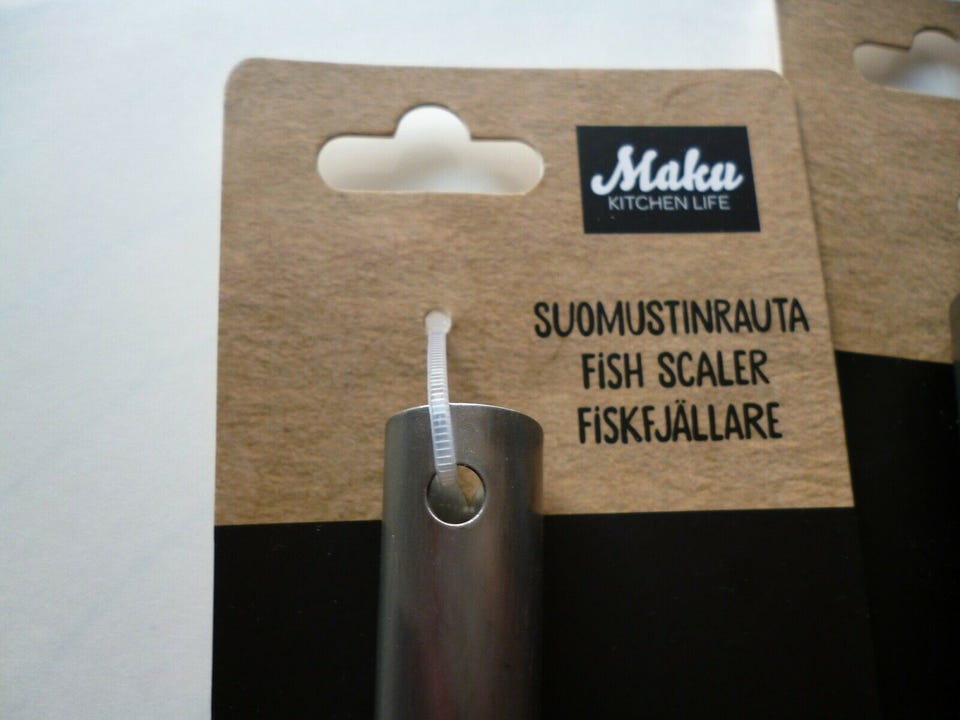 Maku
KITCHEN LIFE
SUOMUSTINRAUTA
FISH SCALER
FISKFJÄLLARE